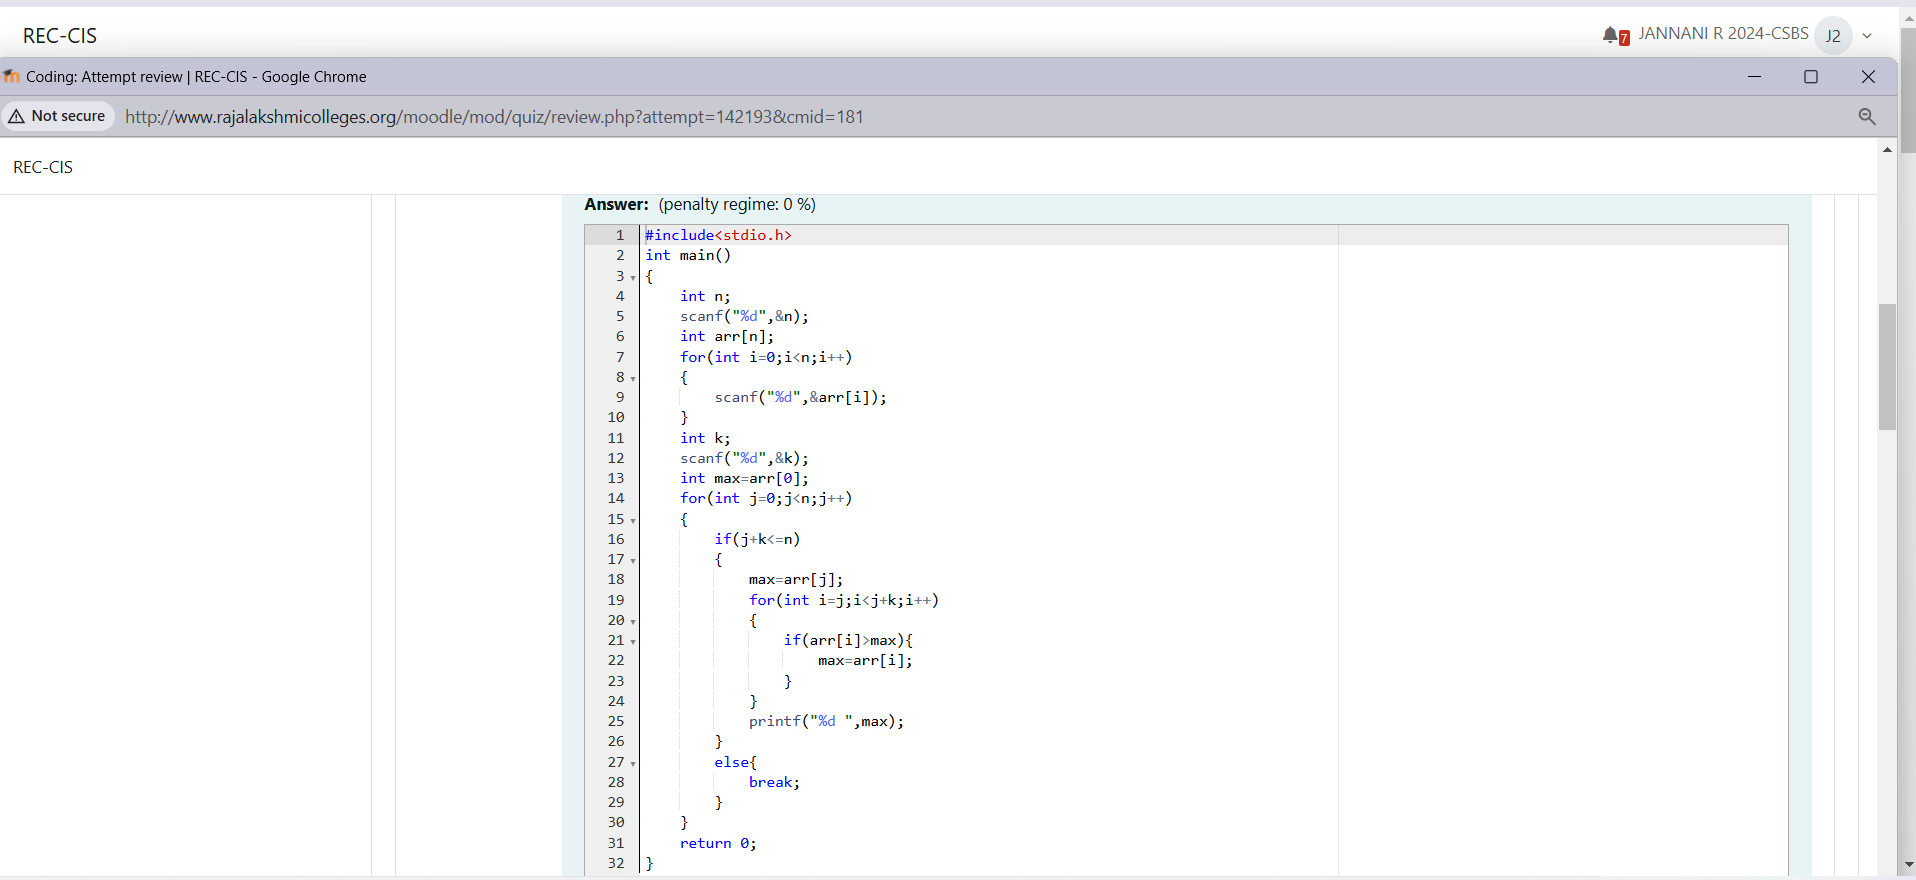 REC-CIS
7 JANNANI R 2024-CSBS J2
Coding: Attempt review | REC-CIS - Google Chrome
Not secure http://www.rajalakshmicolleges.org/moodle/mod/quiz/review.php?attempt=142193&cmid=181
REC-CIS
Answer: (penalty regime: 0 %)
1 #include<stdio.h>
2 int main()
3 {
4     int n;
5     scanf("%d",&n);
6     int arr[n];
7     for(int i=0;i<n;i++)
8     {
9         scanf("%d",&arr[i]);
10     }
11     int k;
12     scanf("%d",&k);
13     int max=arr[0];
14     for(int j=0;j<n;j++)
15     {
16         if(j+k<=n)
17         {
18             max=arr[j];
19             for(int i=j;i<j+k;i++)
20             {
21                 if(arr[i]>max){
22                     max=arr[i];
23                 }
24             }
25             printf("%d ",max);
26         }
27         else{
28             break;
29         }
30     }
31     return 0;
32 }